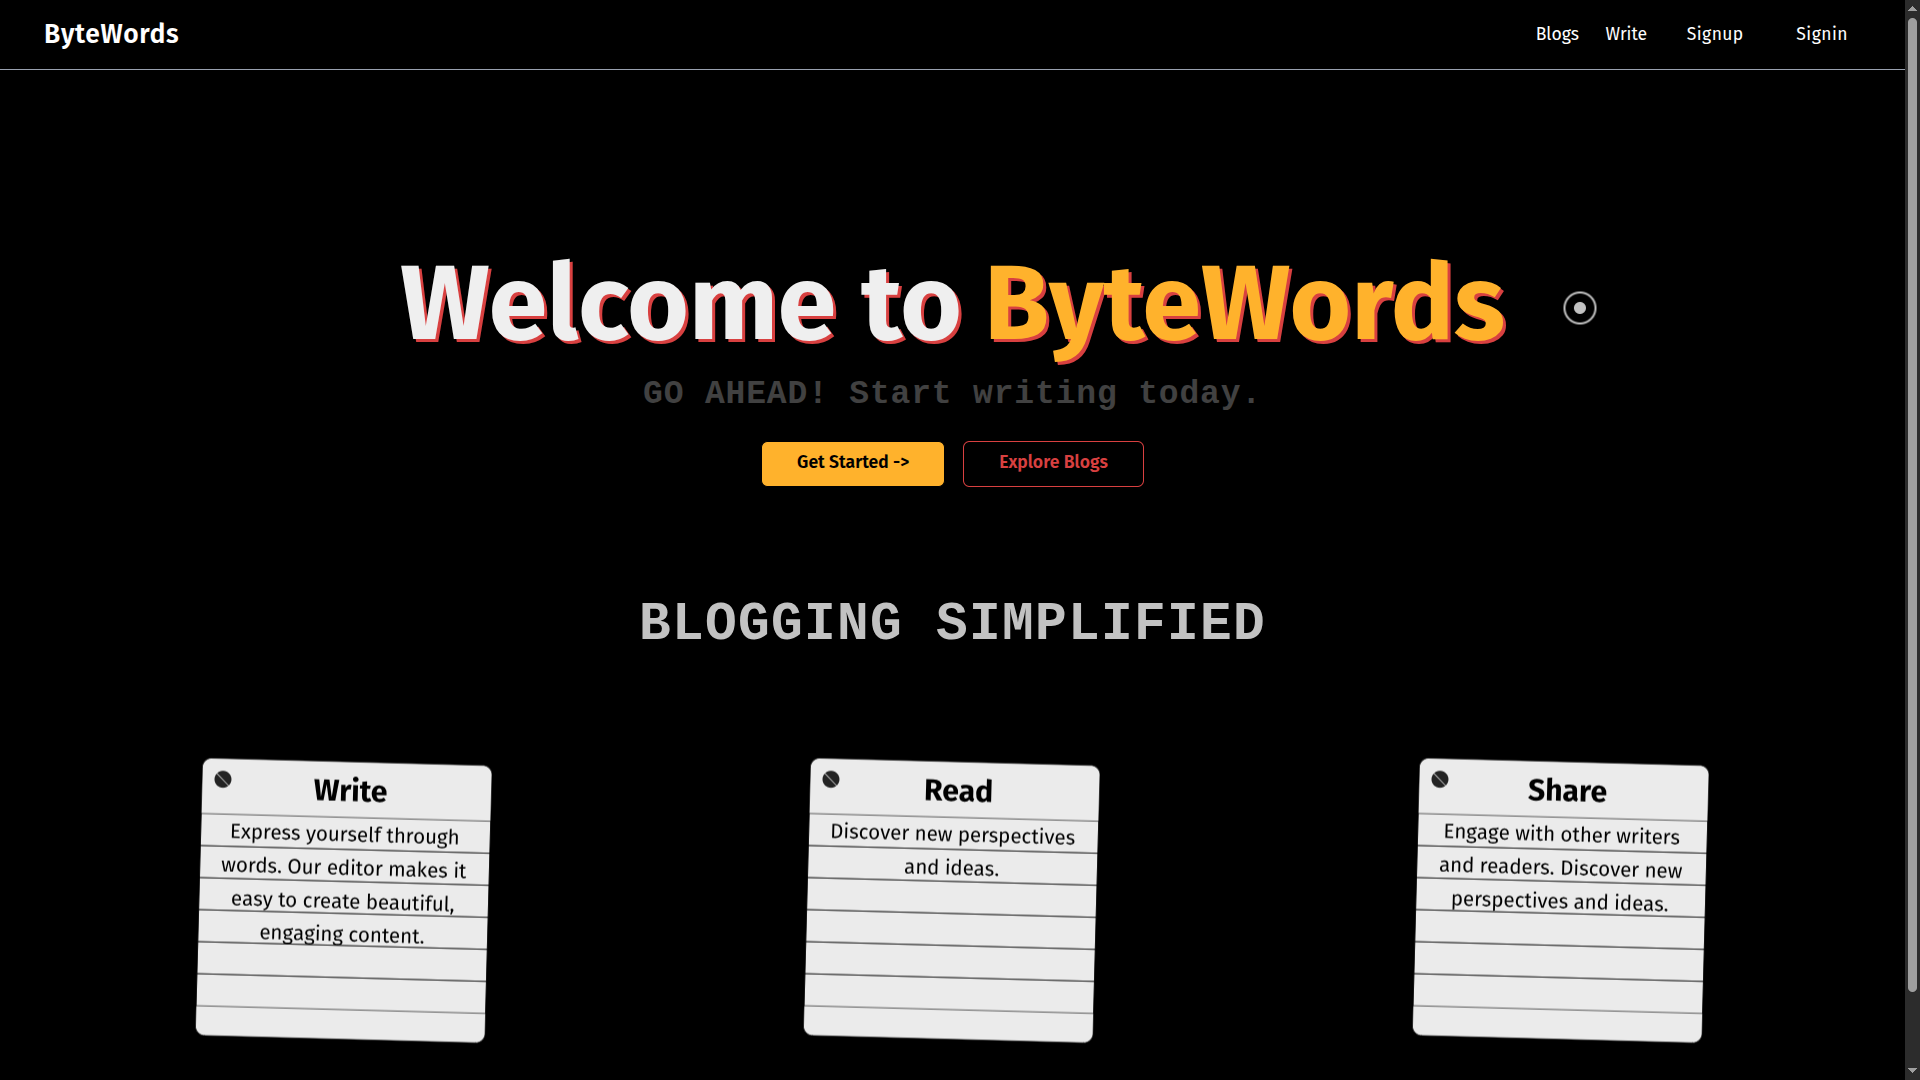 ByteWords
Blogs Write Signup Signin
Welcome to ByteWords
GO AHEAD! Start writing today.
Get Started ->
Explore Blogs
BLOGGING SIMPLIFIED
Write
Express yourself through
words. Our editor makes it
easy to create beautiful,
engaging content.
Read
Discover new perspectives
and ideas.
Share
Engage with other writers
and readers. Discover new
perspectives and ideas.